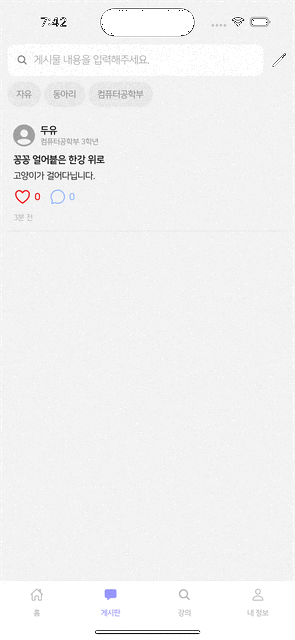 7:42
게시물 내용을 입력해주세요.
자유 동아리 컴퓨터공학부
두유
컴퓨터공학부 3학년
꽁꽁 얼어붙은 한강 위로
고양이가 걸어다닙니다.
0 0
3분 전
홈 게시판 강의 내 정보